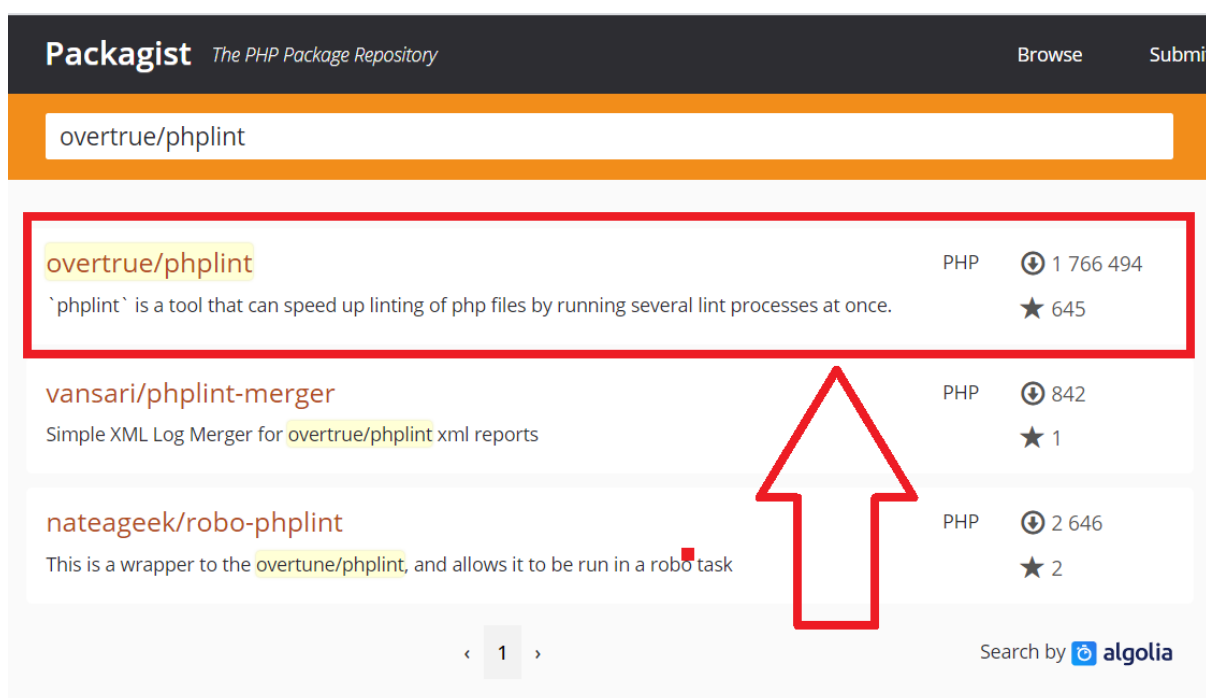 Packagist The PHP Package Repository Browse
overtrue/phplint
overtrue/phplint PHP 1 766 494
`phplint` is a tool that can speed up linting of php files by running several lint processes at once. 645
vansari/phplint-merger PHP 842
Simple XML Log Merger for overtrue/phplint xml reports 1
nateageek/robo-phplint PHP 2 646
This is a wrapper to the overtune/phplint, and allows it to be run in a robo task 2
‹ 1 › Search by algolia